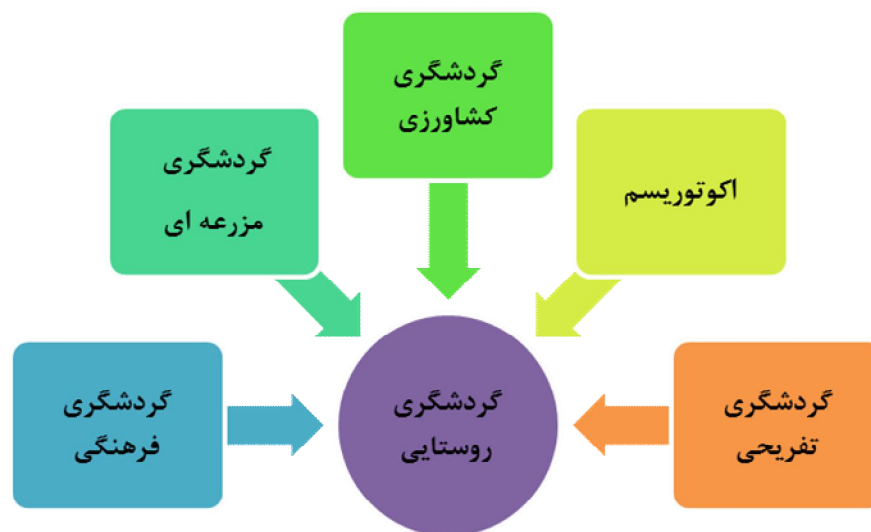 گردشگری
کشاورزی
اکوتوریسم
گردشگری
مزرعه ای
گردشگری
تفریحی
گردشگری
روستایی
گردشگری
فرهنگی